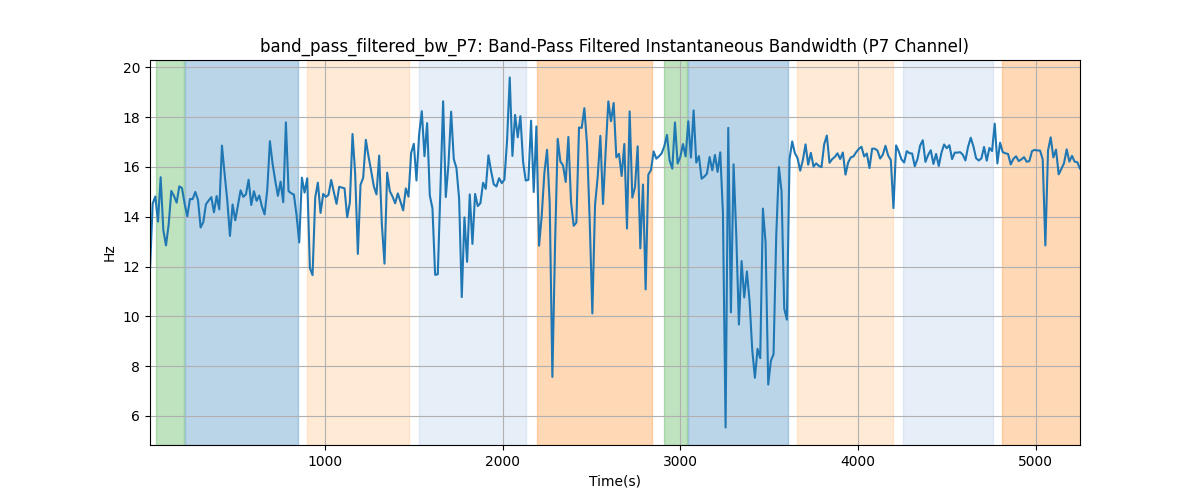 band_pass_filtered_bw_P7: Band-Pass Filtered Instantaneous Bandwidth (P7 Channel)
20
18
16
14
12
10
8
6
Hz
1000 2000 3000 4000 5000
Time(s)